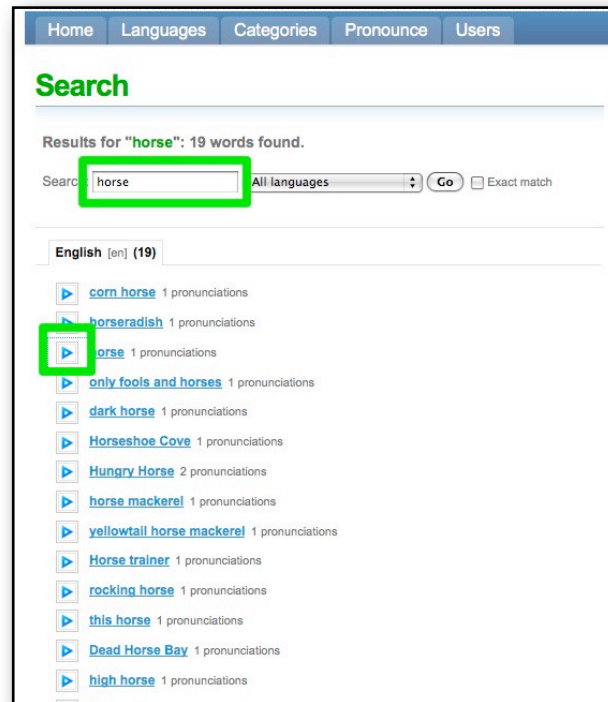 Home Languages Categories Pronounce Users
Search
Results for "horse": 19 words found.
Search horse All languages Go Exact match
English [en] (19)
corn horse 1 pronunciations
horseradish 1 pronunciations
horse 1 pronunciations
only fools and horses 1 pronunciations
dark horse 1 pronunciations
Horseshoe Cove 1 pronunciations
Hungry Horse 2 pronunciations
horse mackerel 1 pronunciations
yellowtail horse mackerel 1 pronunciations
Horse trainer 1 pronunciations
rocking horse 1 pronunciations
this horse 1 pronunciations
Dead Horse Bay 1 pronunciations
high horse 1 pronunciations